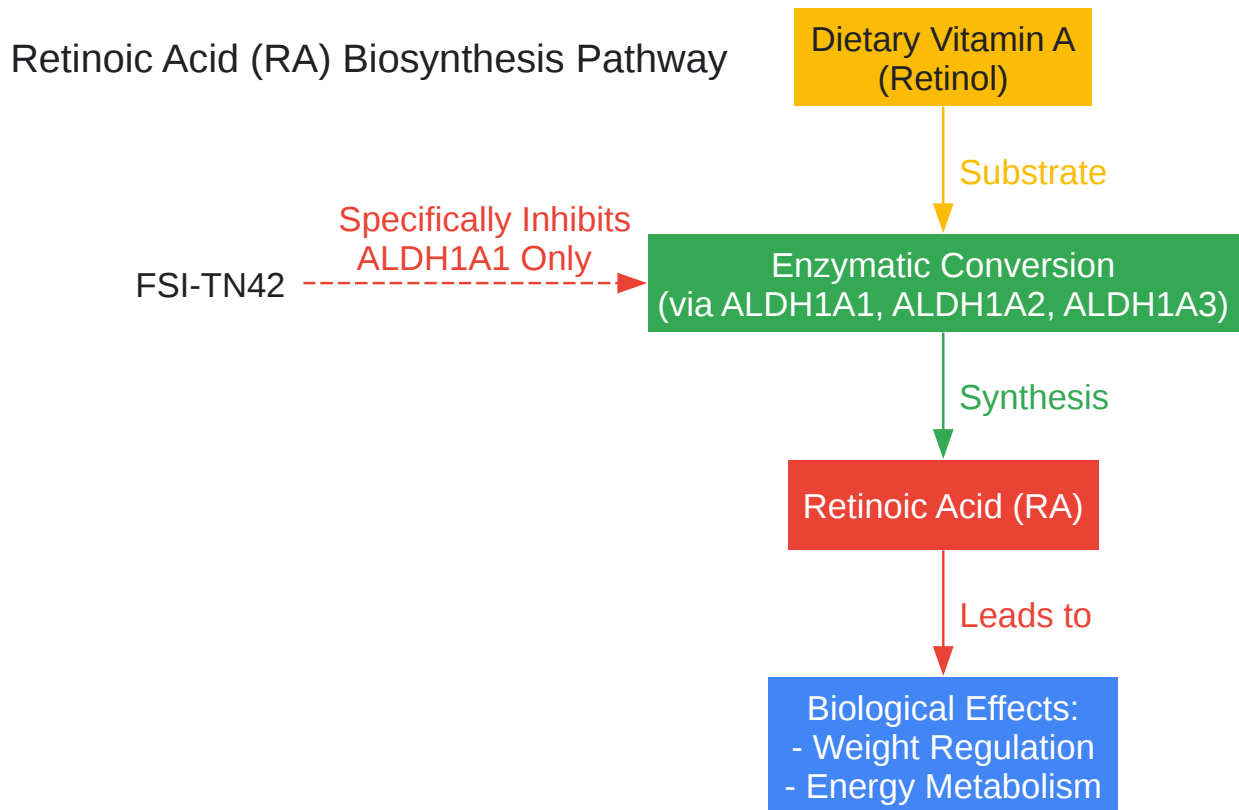 Retinoic Acid (RA) Biosynthesis Pathway
Dietary Vitamin A
(Retinol)
Substrate
Specifically Inhibits
ALDH1A1 Only
FSI-TN42
Enzymatic Conversion
(via ALDH1A1, ALDH1A2, ALDH1A3)
Synthesis
Retinoic Acid (RA)
Leads to
Biological Effects:
- Weight Regulation
- Energy Metabolism